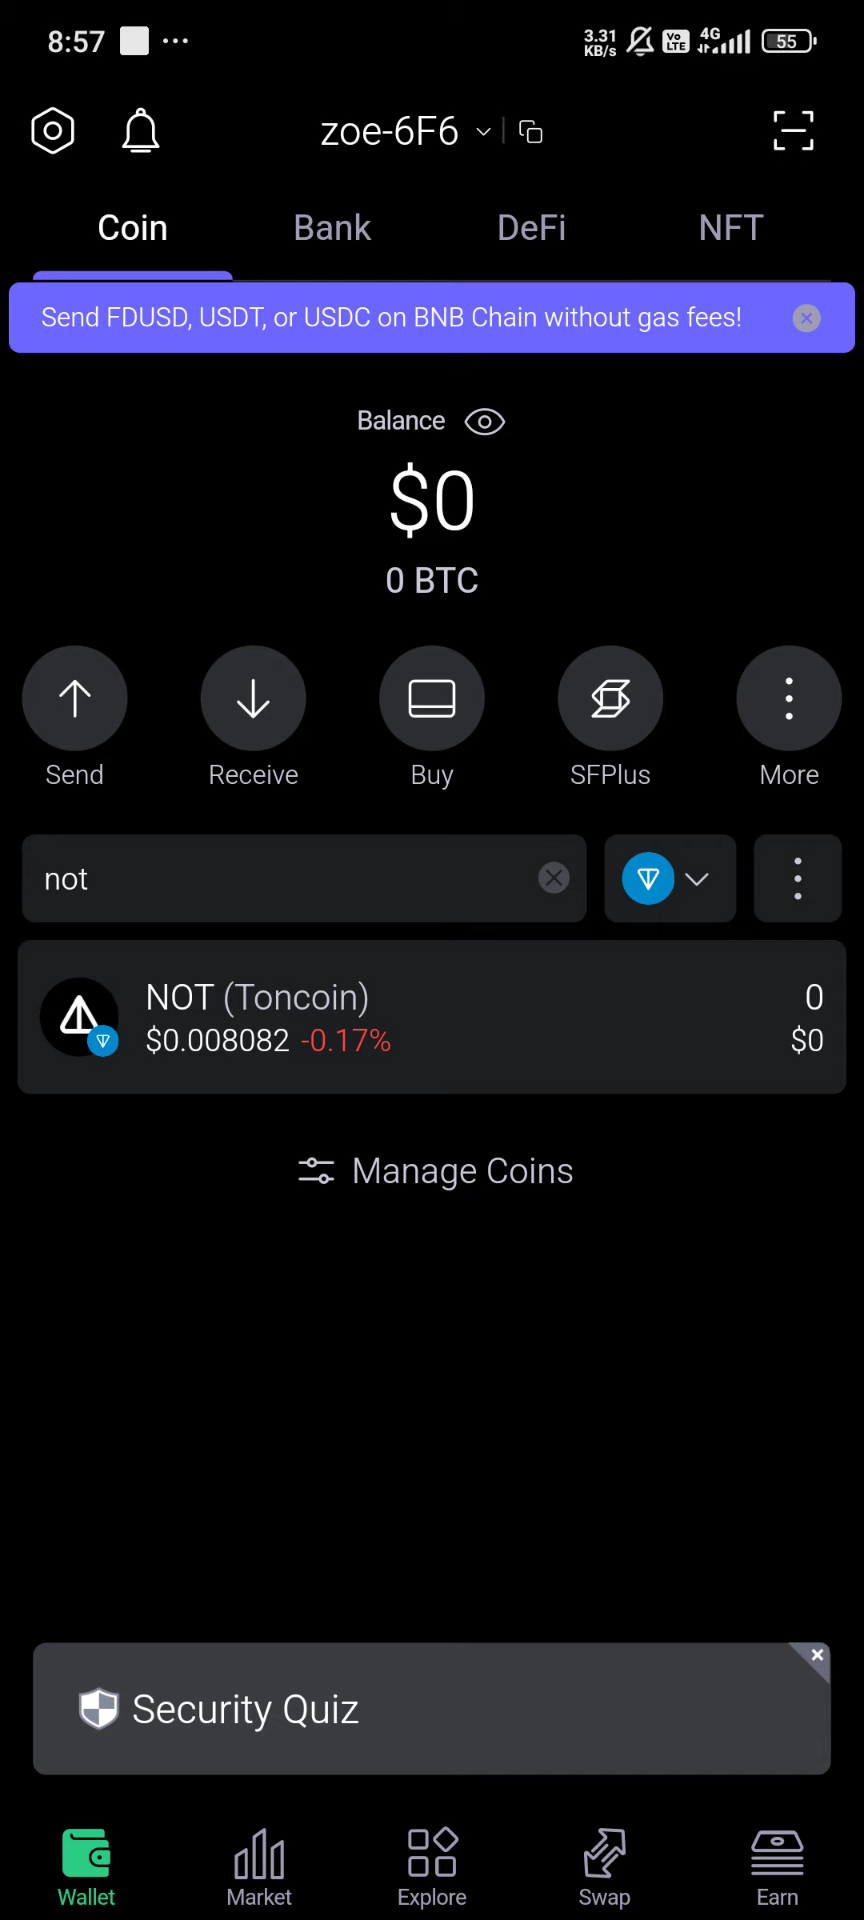 8:57
3.31 KB/s
Vo LTE
4G
55
zoe-6F6
Coin
Bank
DeFi
NFT
Send FDUSD, USDT, or USDC on BNB Chain without gas fees!
Balance
$0
0 BTC
Send
Receive
Buy
SFPlus
More
not
NOT (Toncoin)
0
$0.008082 -0.17%
$0
Manage Coins
Security Quiz
Wallet
Market
Explore
Swap
Earn